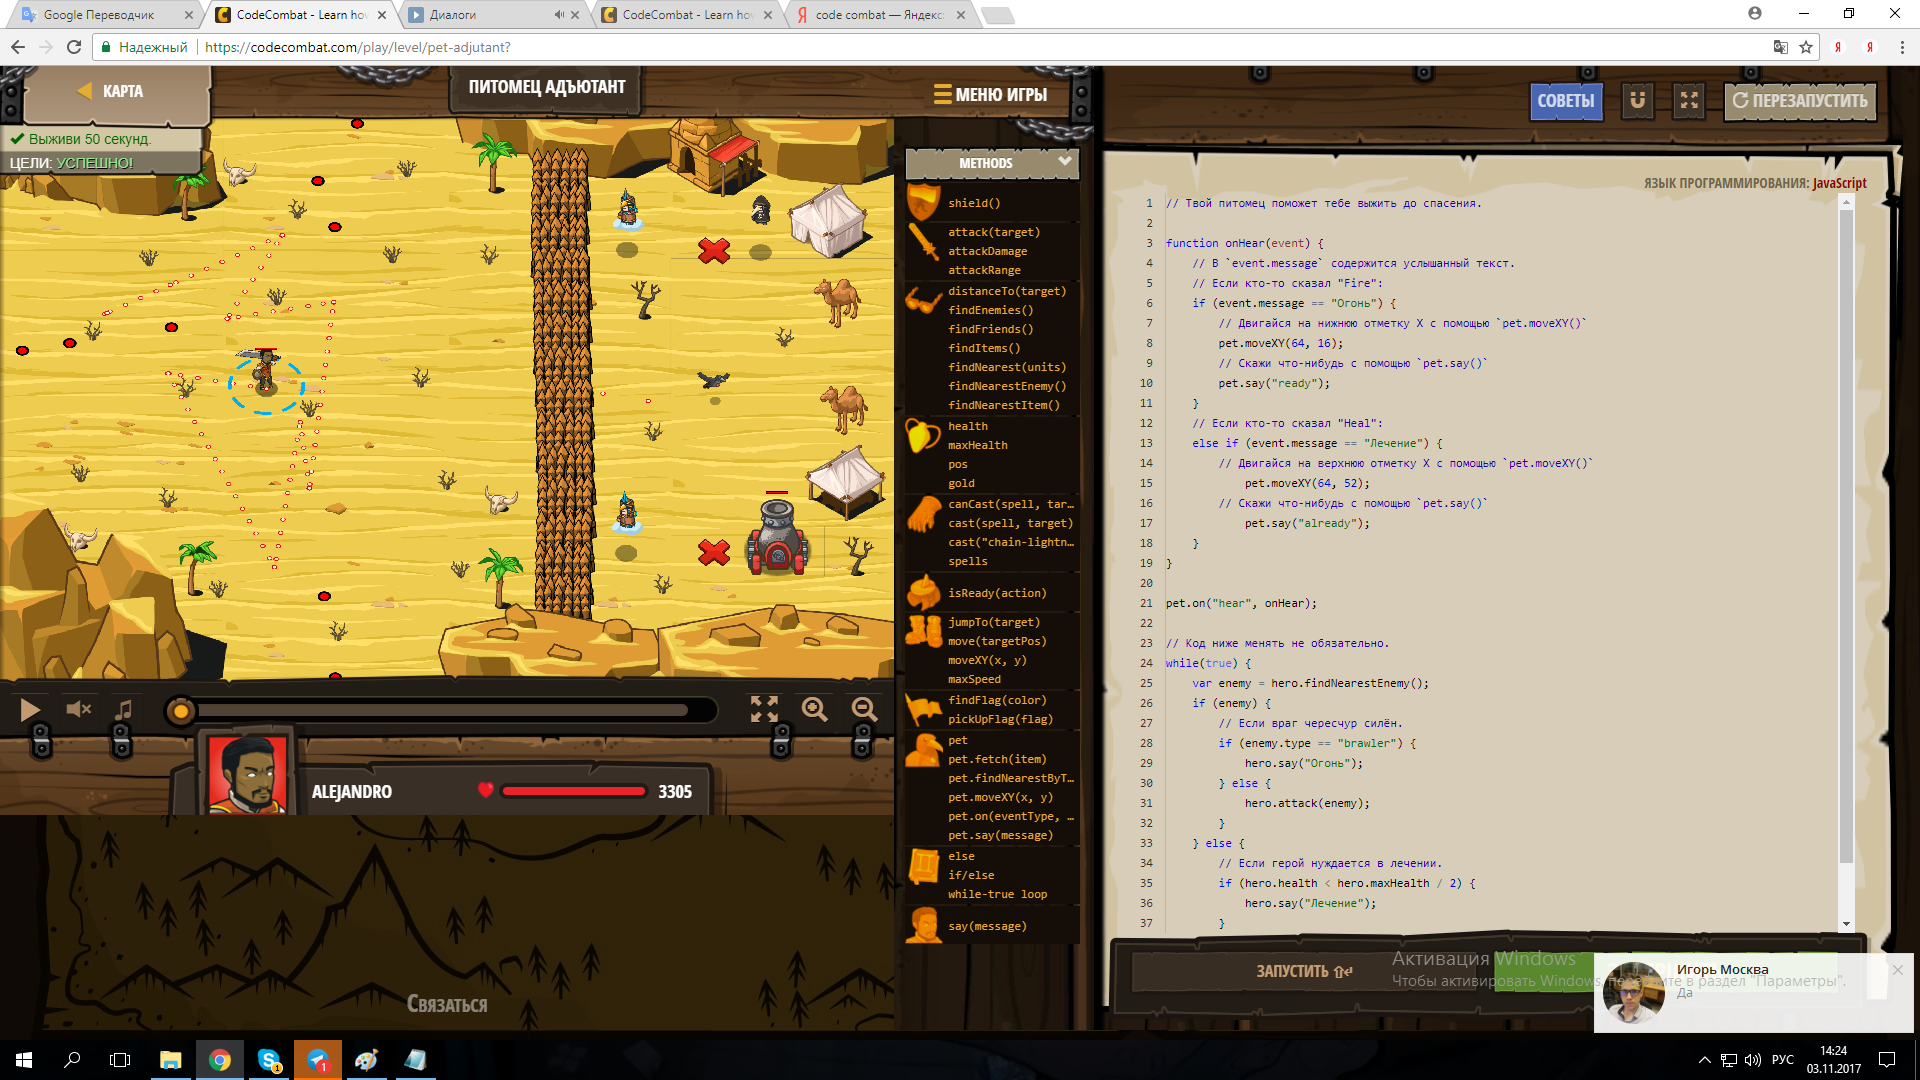 Google Переводчик
CodeCombat - Learn how
Диалоги
CodeCombat - Learn how
code combat — Яндекс
Надежный
https://codecombat.com/play/level/pet-adjutant?
КАРТА
ПИТОМЕЦ АДЪЮТАНТ
МЕНЮ ИГРЫ
СОВЕТЫ
ПЕРЕЗАПУСТИТЬ
Выживи 50 секунд.
ЦЕЛИ: УСПЕШНО!
METHODS
shield()
attack(target)
attackDamage
attackRange
distanceTo(target)
findEnemies()
findFriends()
findItems()
findNearest(units)
findNearestEnemy()
findNearestItem()
health
maxHealth
pos
gold
canCast(spell, tar…
cast(spell, target)
cast("chain-lightn…
spells
isReady(action)
jumpTo(target)
move(targetPos)
moveXY(x, y)
maxSpeed
findFlag(color)
pickUpFlag(flag)
pet
pet.fetch(item)
pet.findNearestByT…
pet.moveXY(x, y)
pet.on(eventType, …
pet.say(message)
else
if/else
while-true loop
say(message)
ALEJANDRO
3305
Связаться
ЯЗЫК ПРОГРАММИРОВАНИЯ: JavaScript
1 // Твой питомец поможет тебе выжить до спасения.
2
3 function onHear(event) {
4 // В `event.message` содержится услышанный текст.
5 // Если кто-то сказал "Fire":
6 if (event.message == "Огонь") {
7 // Двигайся на нижнюю отметку X с помощью `pet.moveXY()`
8 pet.moveXY(64, 16);
9 // Скажи что-нибудь с помощью `pet.say()`
10 pet.say("ready");
11 }
12 // Если кто-то сказал "Heal":
13 else if (event.message == "Лечение") {
14 // Двигайся на верхнюю отметку X с помощью `pet.moveXY()`
15 pet.moveXY(64, 52);
16 // Скажи что-нибудь с помощью `pet.say()`
17 pet.say("already");
18 }
19 }
20
21 pet.on("hear", onHear);
22
23 // Код ниже менять не обязательно.
24 while(true) {
25 var enemy = hero.findNearestEnemy();
26 if (enemy) {
27 // Если враг чересчур силён.
28 if (enemy.type == "brawler") {
29 hero.say("Огонь");
30 } else {
31 hero.attack(enemy);
32 }
33 } else {
34 // Если герой нуждается в лечении.
35 if (hero.health < hero.maxHealth / 2) {
36 hero.say("Лечение");
37 }
ЗАПУСТИТЬ
Активация Windows
Чтобы активировать Windows, в раздел "Параметры".
Игорь Москва
Да
РУС
14:24
03.11.2017